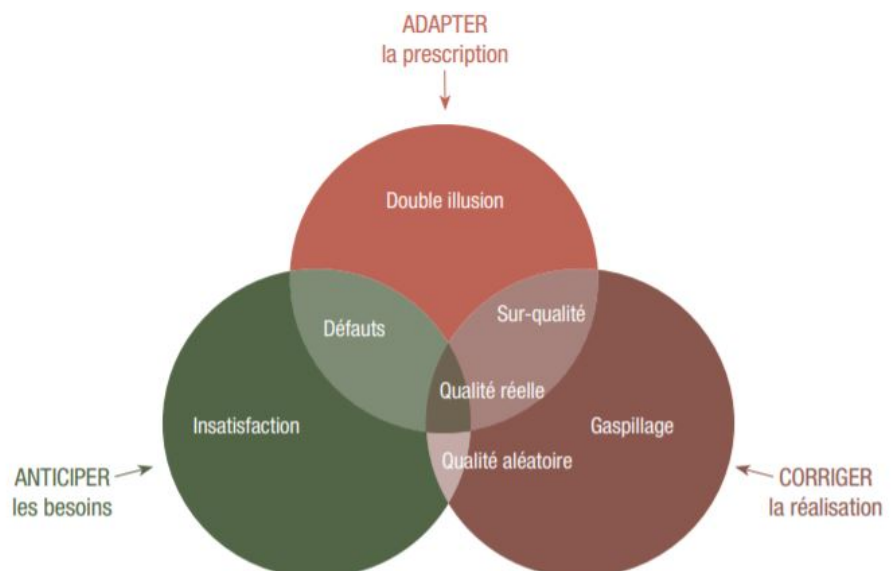 ADAPTER
la prescription
Double illusion
Sur-qualité
Défauts
Qualité réelle
Insatisfaction
Gaspillage
Qualité aléatoire
ANTICIPER
les besoins
CORRIGER
la réalisation